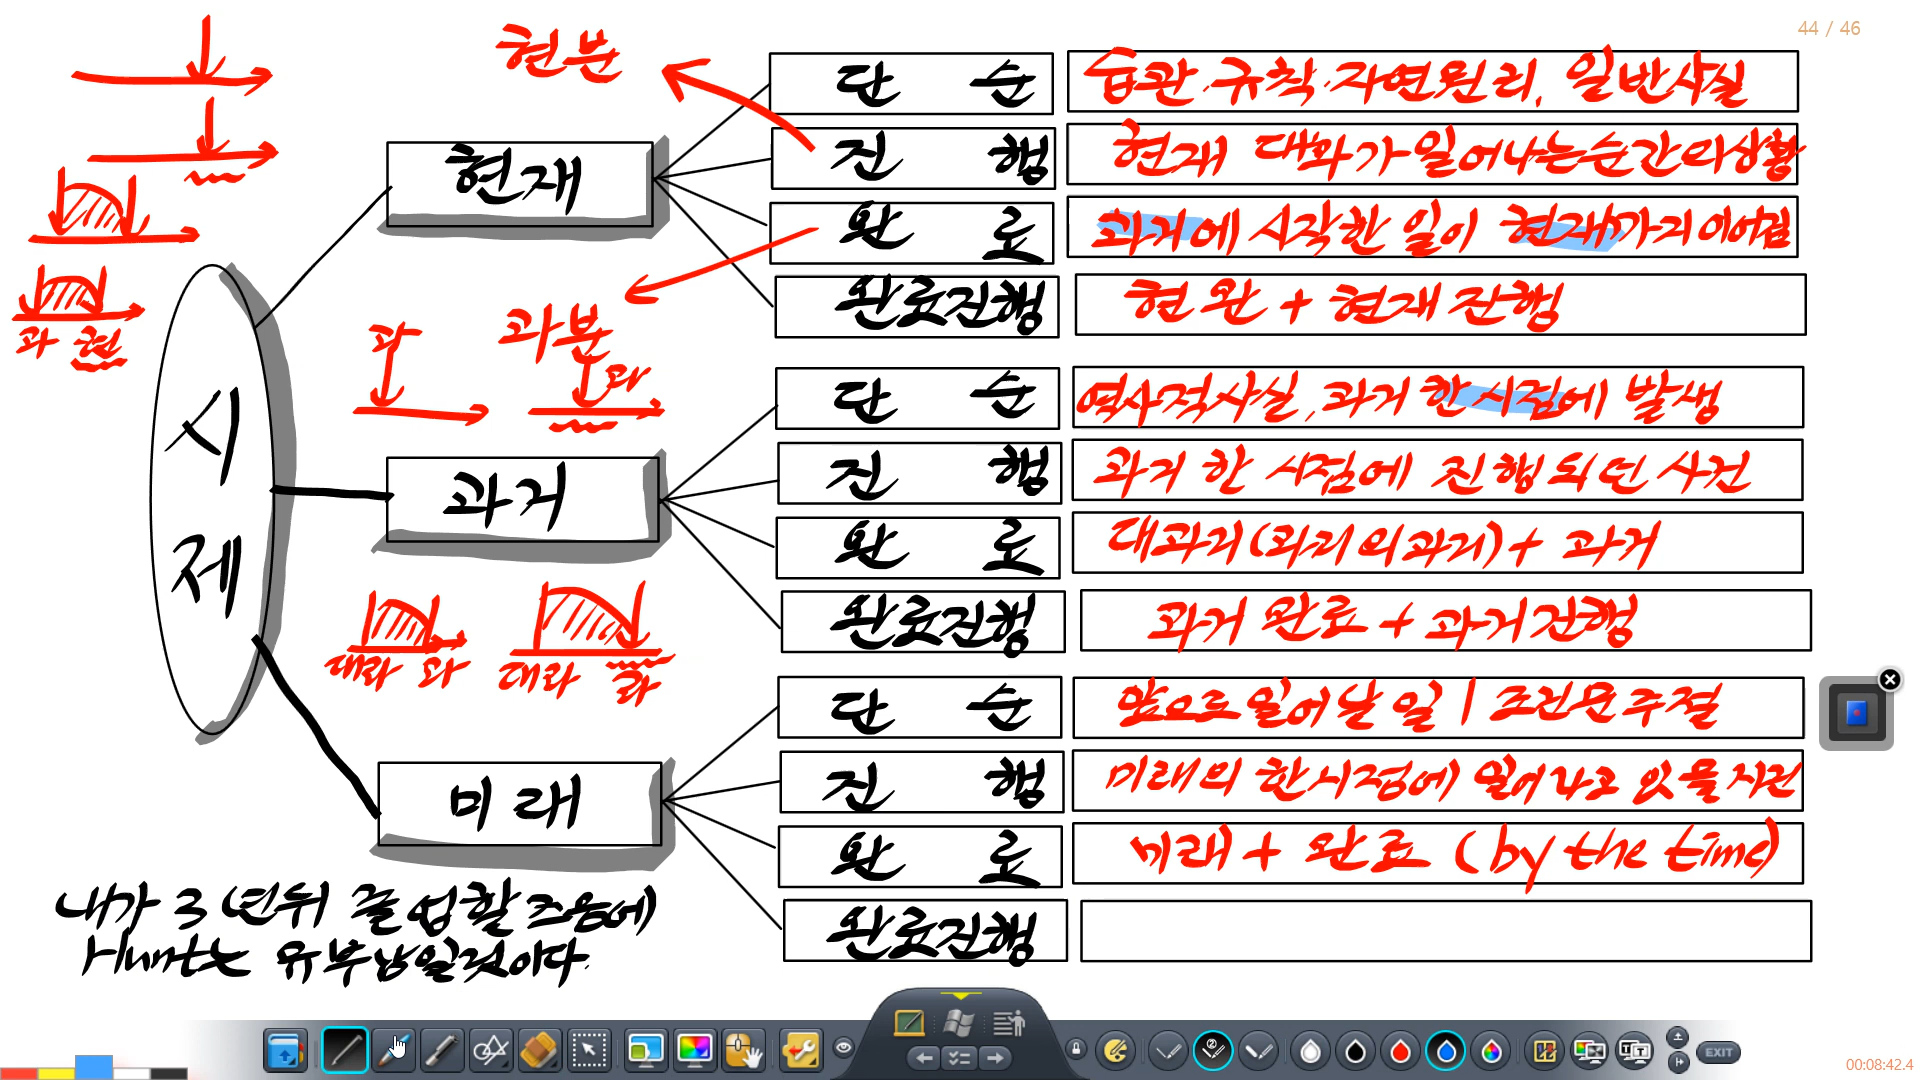 44 / 46
현분
단 순 습관·규칙·자연원리, 일반사실
진 행 현재 대화가 일어나는 순간의 상황
현재
완 료 과거에 시작한 일이 현재까지 이어짐
완료진행 현완 + 현재진행
과 현
과
과분
과
시제
단 순 역사적사실, 과거 한 시점에 발생
진 행 과거 한 시점에 진행되던 사건
과거
완 료 대과거(과거의과거) + 과거
완료진행 과거완료 + 과거진행
대과 과
대과 과
단 순 앞으로 일어날 일 / 조건문 주절
진 행 미래의 한시점에 일어나고 있을 사건
미래
완 료 미래 + 완료 (by the time)
완료진행
내가 3년뒤 졸업할 즈음에
Hunt는 유부남일것이다.
EXIT
00:08:42.4